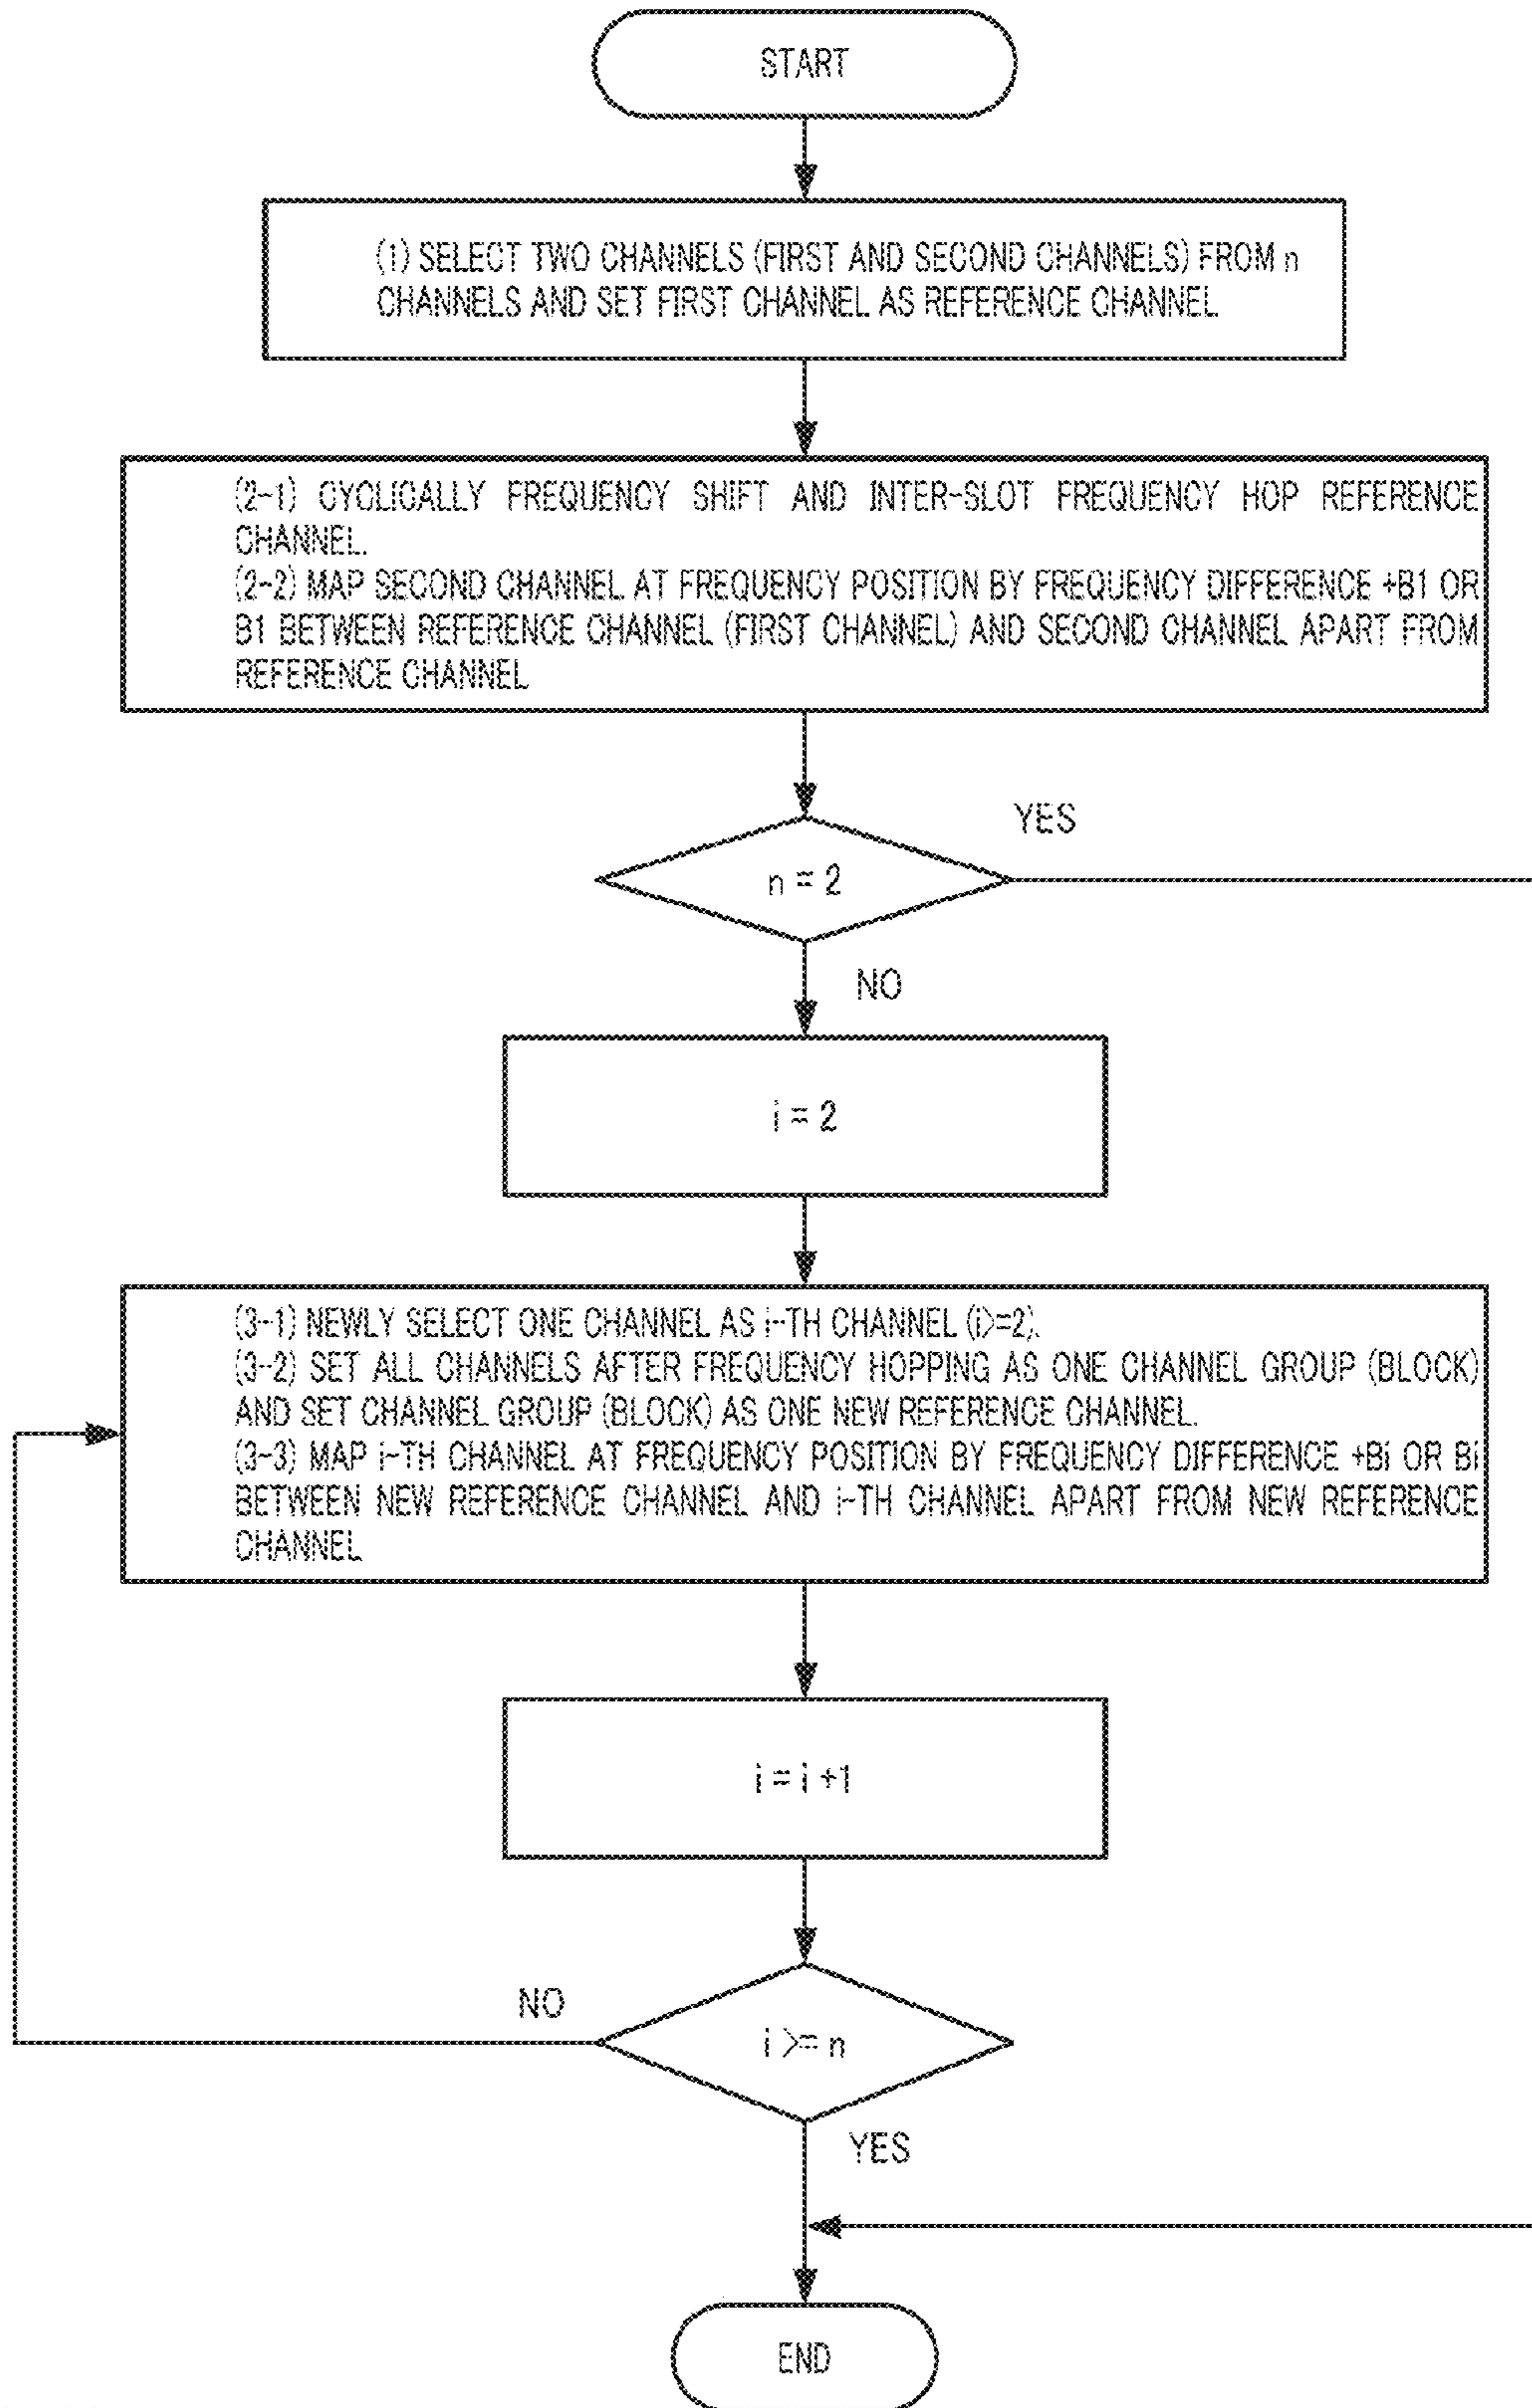 START
(1) SELECT TWO CHANNELS (FIRST AND SECOND CHANNELS) FROM n
CHANNELS AND SET FIRST CHANNEL AS REFERENCE CHANNEL
(2-1) CYCLICALLY FREQUENCY SHIFT AND INTER-SLOT FREQUENCY HOP REFERENCE
CHANNEL.
(2-2) MAP SECOND CHANNEL AT FREQUENCY POSITION BY FREQUENCY DIFFERENCE +B1 OR
B1 BETWEEN REFERENCE CHANNEL (FIRST CHANNEL) AND SECOND CHANNEL APART FROM
REFERENCE CHANNEL
YES
n = 2
NO
i = 2
(3-1) NEWLY SELECT ONE CHANNEL AS i-TH CHANNEL (i>=2).
(3-2) SET ALL CHANNELS AFTER FREQUENCY HOPPING AS ONE CHANNEL GROUP (BLOCK)
AND SET CHANNEL GROUP (BLOCK) AS ONE NEW REFERENCE CHANNEL.
(3-3) MAP i-TH CHANNEL AT FREQUENCY POSITION BY FREQUENCY DIFFERENCE +Bi OR Bi
BETWEEN NEW REFERENCE CHANNEL AND i-TH CHANNEL APART FROM NEW REFERENCE
CHANNEL
i = i +1
NO
i >= n
YES
END